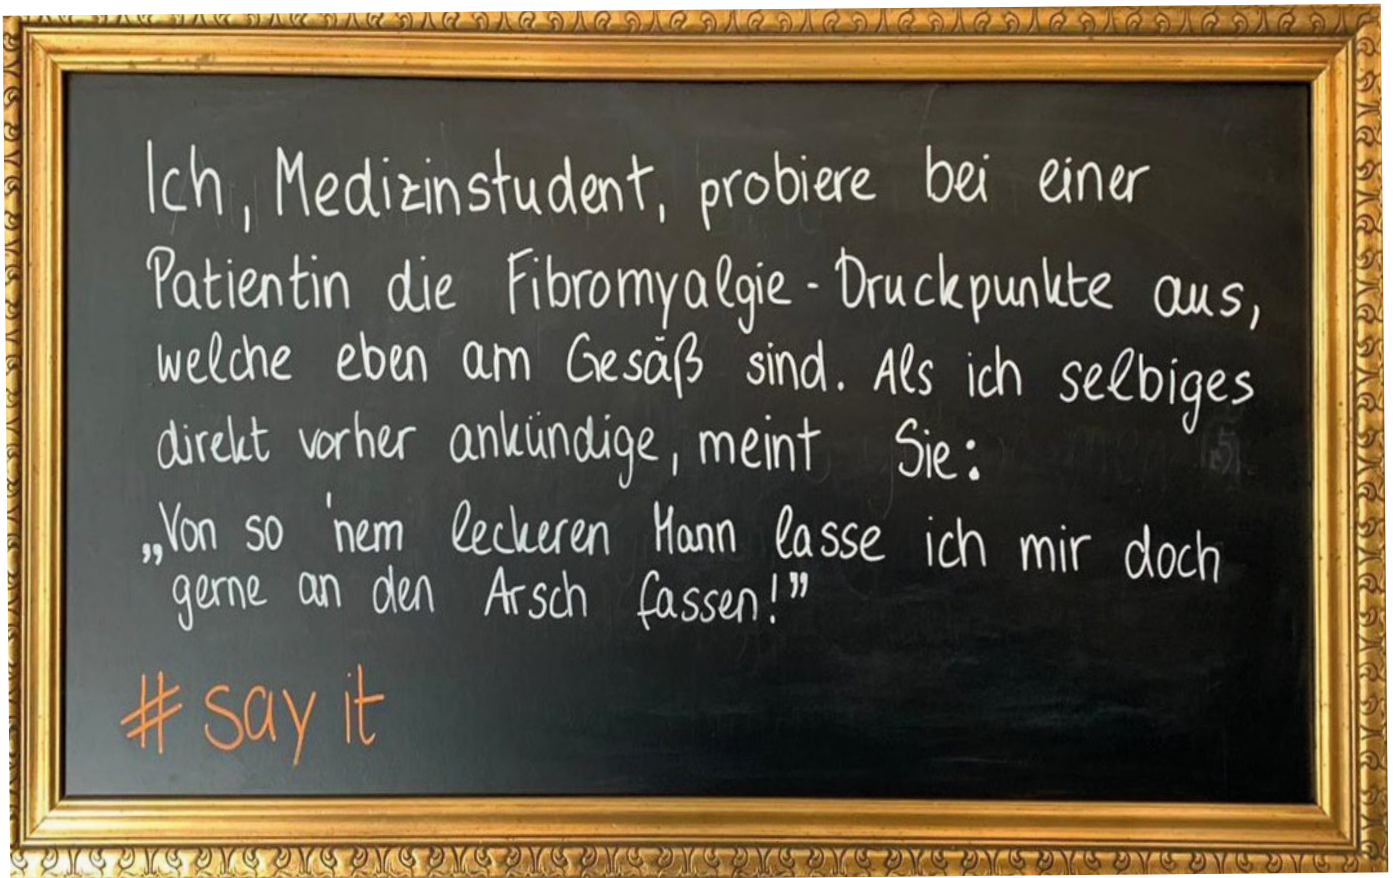 Ich, Medizinstudent, probiere bei einer
Patientin die Fibromyalgie-Druckpunkte aus,
welche eben am Gesäß sind. Als ich selbiges
direkt vorher ankündige, meint Sie:
„Von so 'nem leckeren Mann lasse ich mir doch
gerne an den Arsch fassen!”
# say it